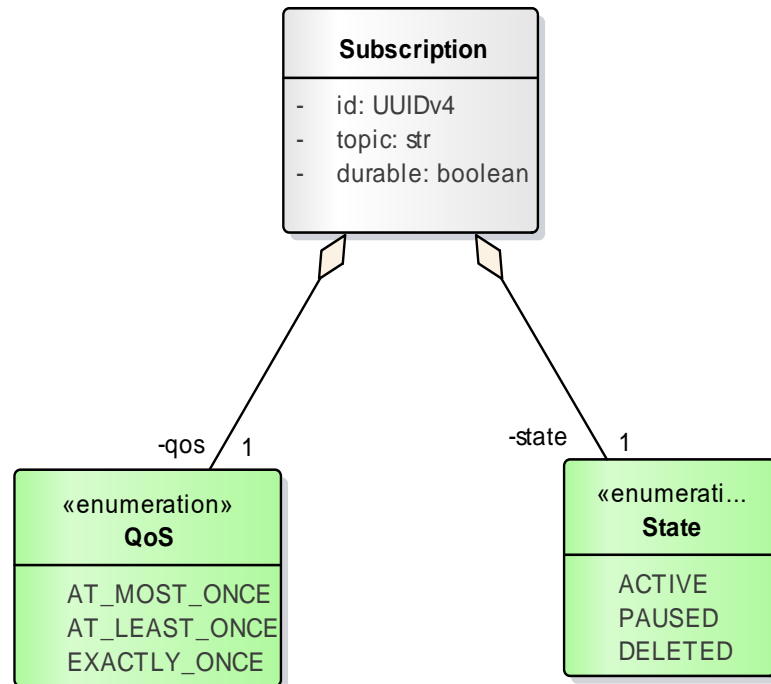 Subscription
- id: UUIDv4
- topic: str
- durable: boolean
-qos 1
-state 1
«enumeration»
QoS
AT_MOST_ONCE
AT_LEAST_ONCE
EXACTLY_ONCE
«enumerati...
State
ACTIVE
PAUSED
DELETED